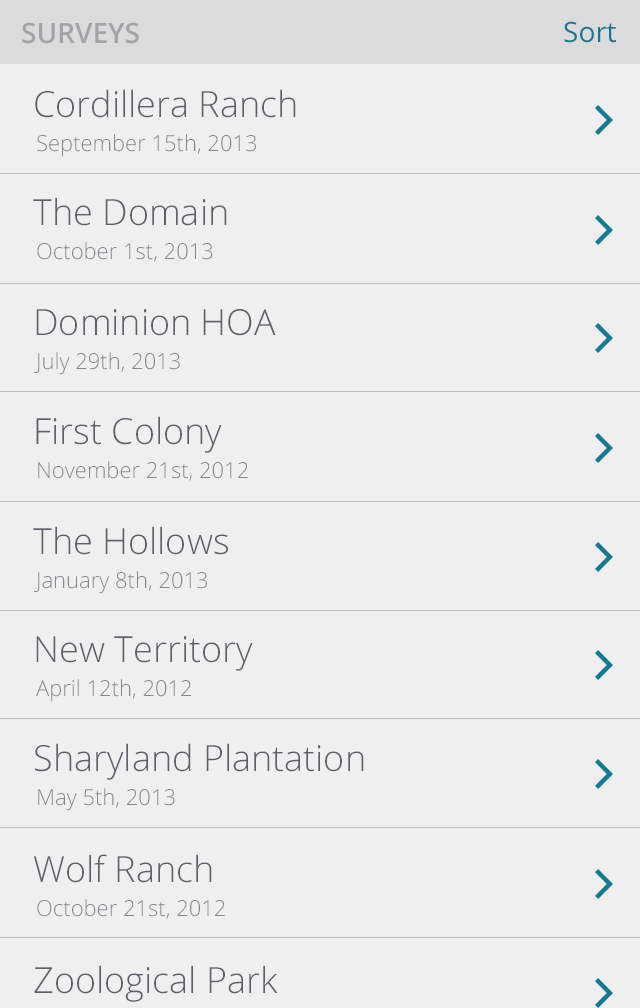 SURVEYS
Sort
Cordillera Ranch
September 15th, 2013
The Domain
October 1st, 2013
Dominion HOA
July 29th, 2013
First Colony
November 21st, 2012
The Hollows
January 8th, 2013
New Territory
April 12th, 2012
Sharyland Plantation
May 5th, 2013
Wolf Ranch
October 21st, 2012
Zoological Park